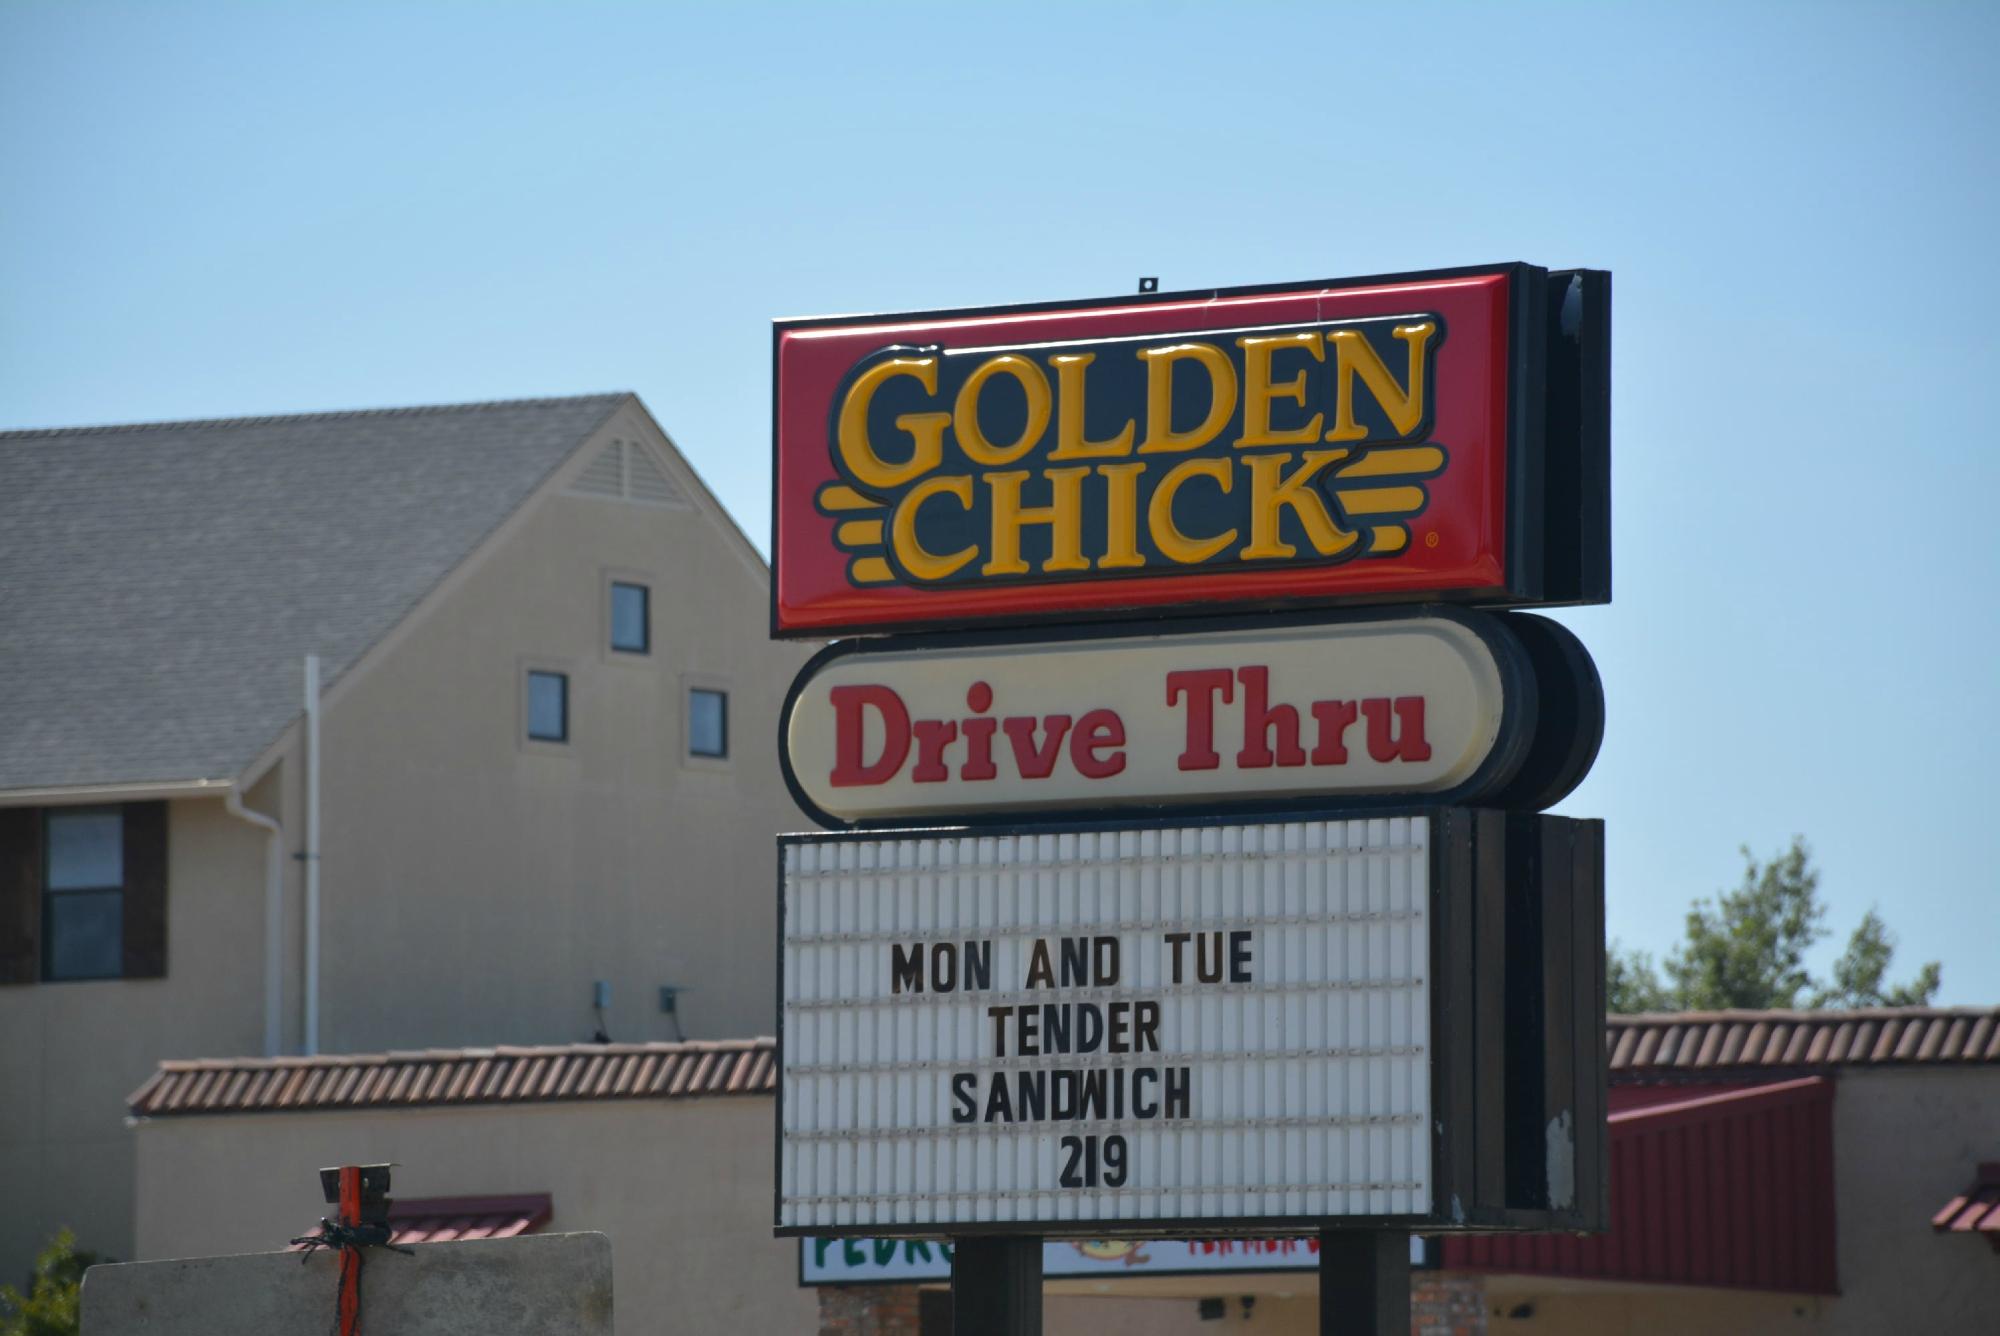 GOLDEN
CHICK
®
Drive Thru
MON AND TUE
TENDER
SANDWICH
219